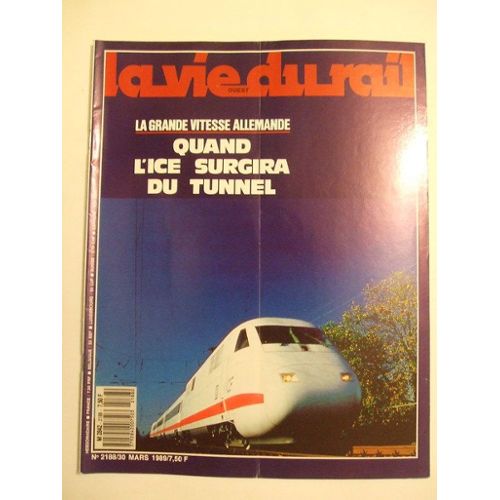 la vie du rail
OUEST
LA GRANDE VITESSE ALLEMANDE
QUAND
L'ICE SURGIRA
DU TUNNEL
N° 2188/30 MARS 1989/7,50 F